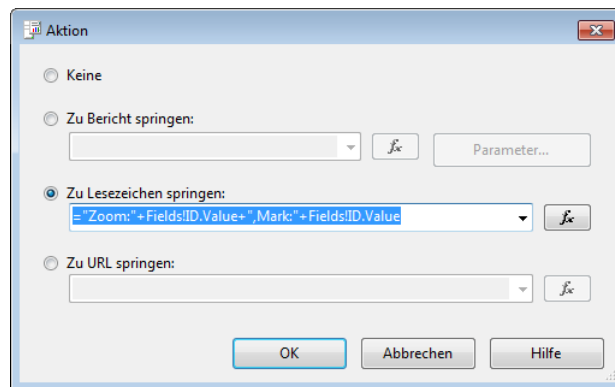 Aktion
Keine
Zu Bericht springen:
fx
Parameter...
Zu Lesezeichen springen:
="Zoom:"+Fields!ID.Value+",Mark:"+Fields!ID.Value
fx
Zu URL springen:
fx
OK
Abbrechen
Hilfe